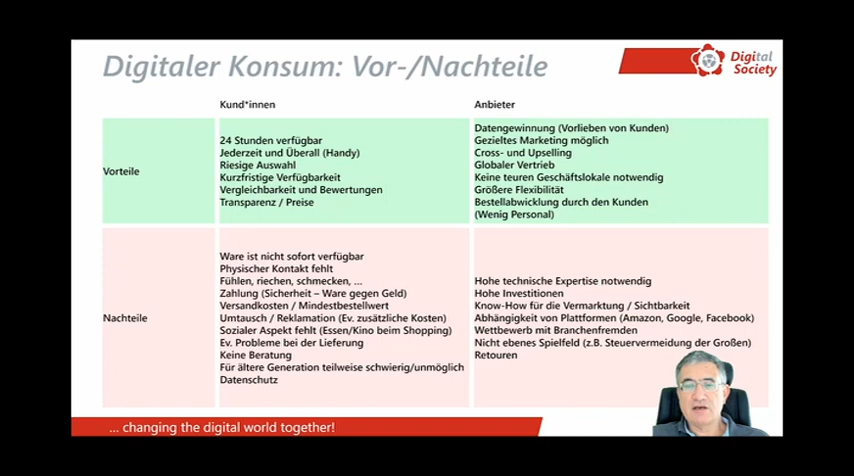 Digitaler Konsum: Vor-/Nachteile
Digital
Society
Kund*innen
Anbieter
Vorteile
24 Stunden verfügbar
Jederzeit und Überall (Handy)
Riesige Auswahl
Kurzfristige Verfügbarkeit
Vergleichbarkeit und Bewertungen
Transparenz / Preise
Datengewinnung (Vorlieben von Kunden)
Gezieltes Marketing möglich
Cross- und Upselling
Globaler Vertrieb
Keine teuren Geschäftslokale notwendig
Größere Flexibilität
Bestellabwicklung durch den Kunden
(Wenig Personal)
Nachteile
Ware ist nicht sofort verfügbar
Physischer Kontakt fehlt
Fühlen, riechen, schmecken, ...
Zahlung (Sicherheit – Ware gegen Geld)
Versandkosten / Mindestbestellwert
Umtausch / Reklamation (Ev. zusätzliche Kosten)
Sozialer Aspekt fehlt (Essen/Kino beim Shopping)
Ev. Probleme bei der Lieferung
Keine Beratung
Für ältere Generation teilweise schwierig/unmöglich
Datenschutz
Hohe technische Expertise notwendig
Hohe Investitionen
Know-How für die Vermarktung / Sichtbarkeit
Abhängigkeit von Plattformen (Amazon, Google, Facebook)
Wettbewerb mit Branchenfremden
Nicht ebenes Spielfeld (z.B. Steuervermeidung der Großen)
Retouren
... changing the digital world together!